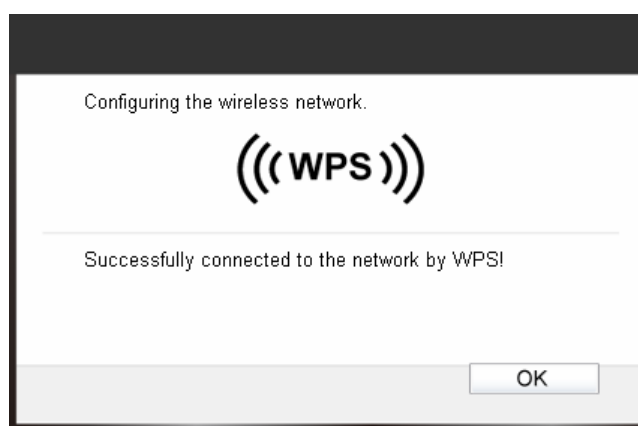 Configuring the wireless network.
WPS
Successfully connected to the network by WPS!
OK